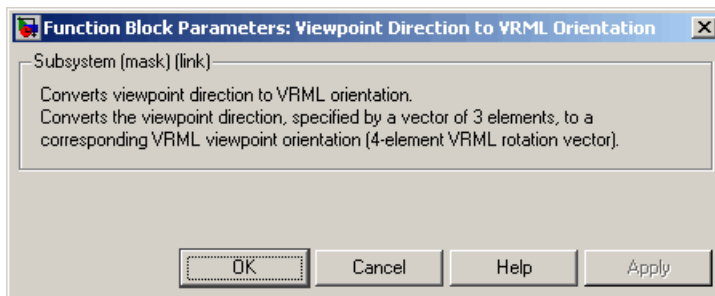 Function Block Parameters: Viewpoint Direction to VRML Orientation
Subsystem (mask) (link)
Converts viewpoint direction to VRML orientation.
Converts the viewpoint direction, specified by a vector of 3 elements, to a
corresponding VRML viewpoint orientation (4-element VRML rotation vector).
OK Cancel Help Apply